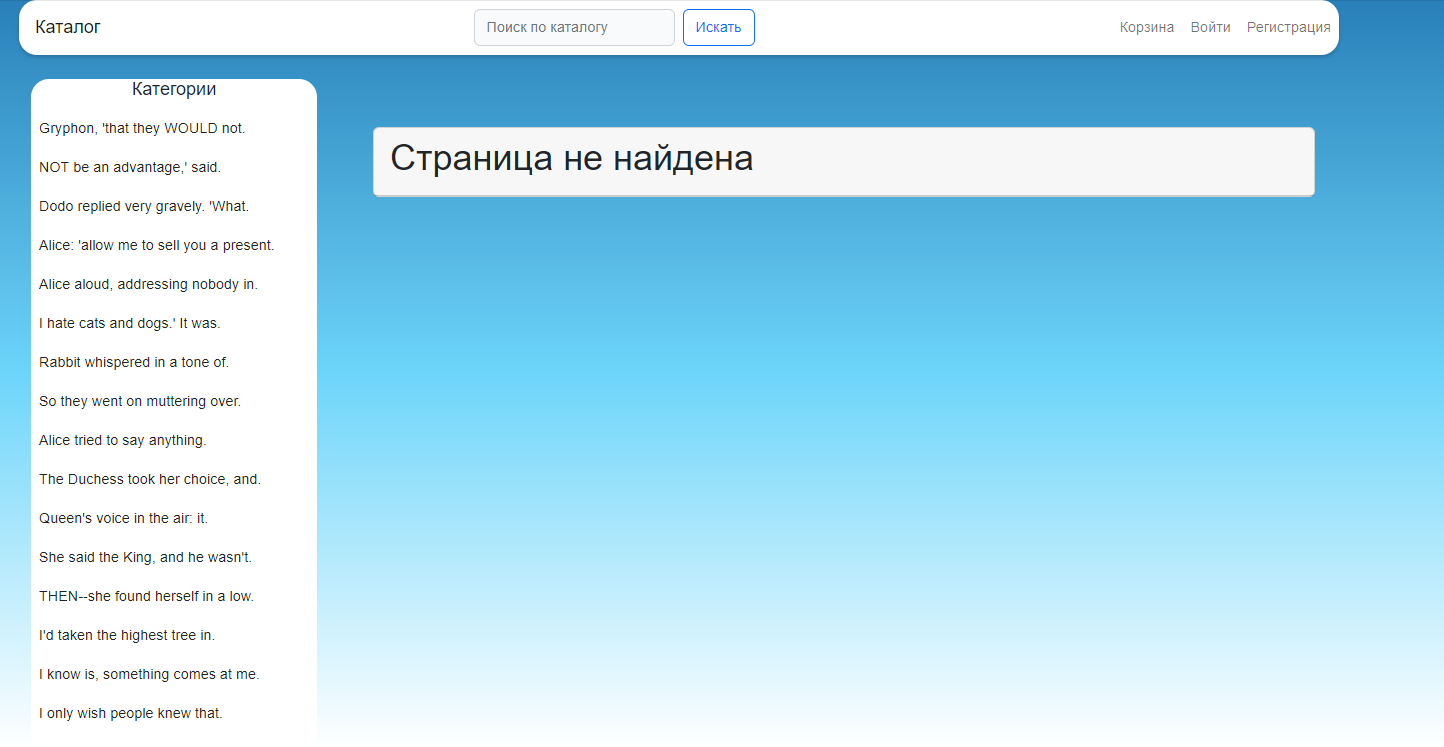 Каталог
Поиск по каталогу
Искать
Корзина
Войти
Регистрация
Категории
Gryphon, 'that they WOULD not.
NOT be an advantage,' said.
Dodo replied very gravely. 'What.
Alice: 'allow me to sell you a present.
Alice aloud, addressing nobody in.
I hate cats and dogs.' It was.
Rabbit whispered in a tone of.
So they went on muttering over.
Alice tried to say anything.
The Duchess took her choice, and.
Queen's voice in the air: it.
She said the King, and he wasn't.
THEN--she found herself in a low.
I'd taken the highest tree in.
I know is, something comes at me.
I only wish people knew that.
Страница не найдена